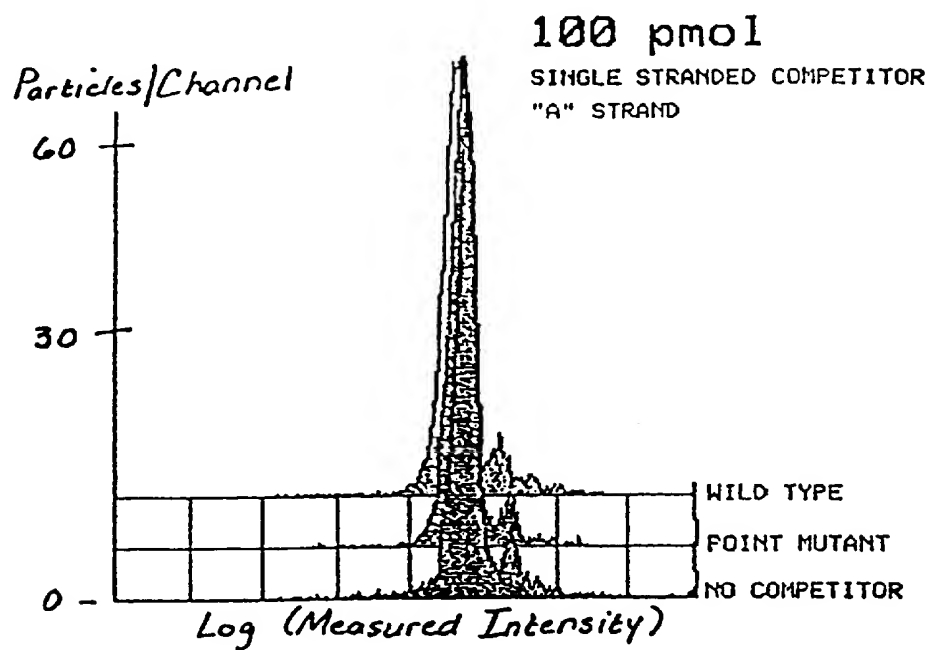 100 pmol
SINGLE STRANDED COMPETITOR
"A" STRAND
Particles/Channel
60
30
0
WILD TYPE
POINT MUTANT
NO COMPETITOR
Log (Measured Intensity)